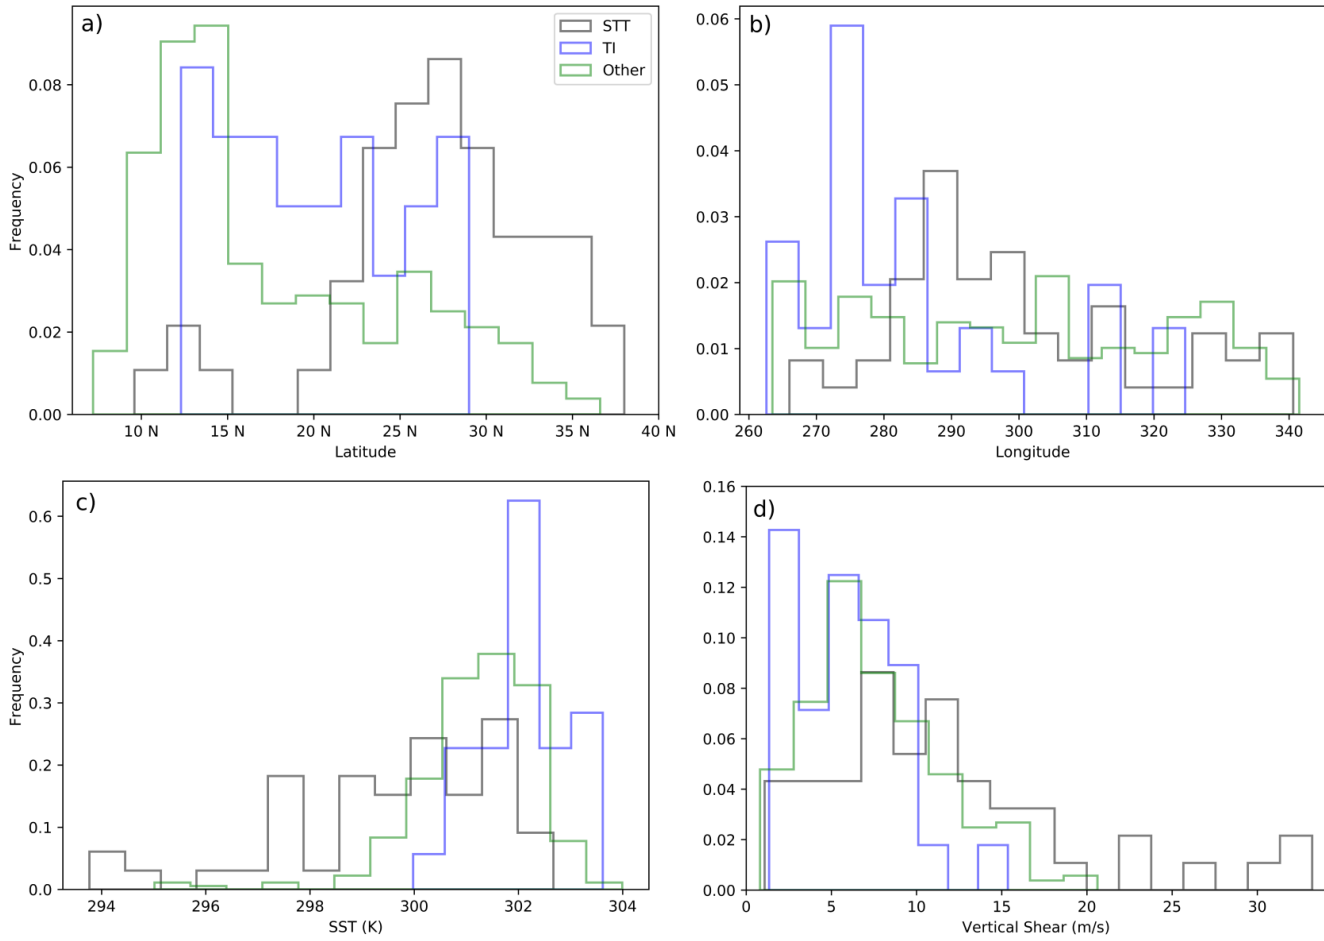 a)
STT
TI
Other
0.08
0.06
0.04
0.02
0.00
Frequency
10 N 15 N 20 N 25 N 30 N 35 N 40 N
Latitude
b)
0.06
0.05
0.04
0.03
0.02
0.01
0.00
260 270 280 290 300 310 320 330 340
Longitude
c)
0.6
0.5
0.4
0.3
0.2
0.1
0.0
Frequency
294 296 298 300 302 304
SST (K)
d)
0.16
0.14
0.12
0.10
0.08
0.06
0.04
0.02
0.00
0 5 10 15 20 25 30
Vertical Shear (m/s)